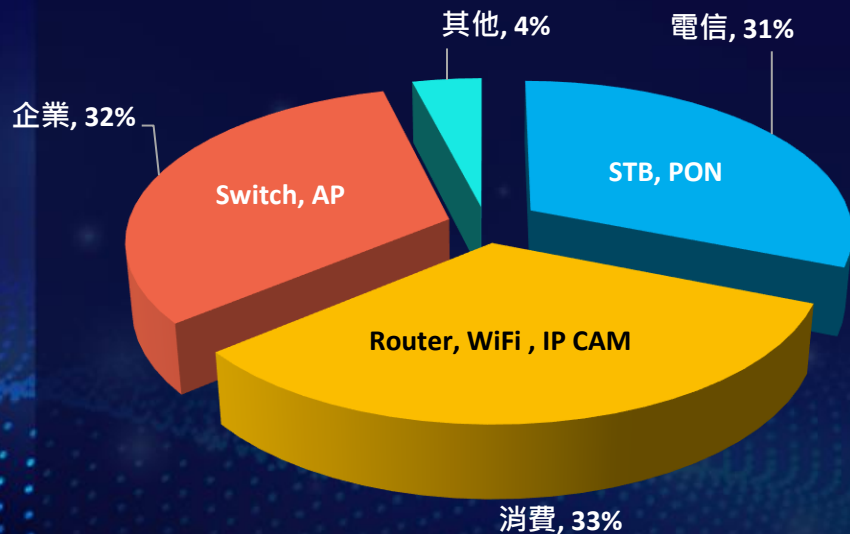 其他, 4%
電信, 31%
企業, 32%
STB, PON
Switch, AP
Router, WiFi , IP CAM
消費, 33%